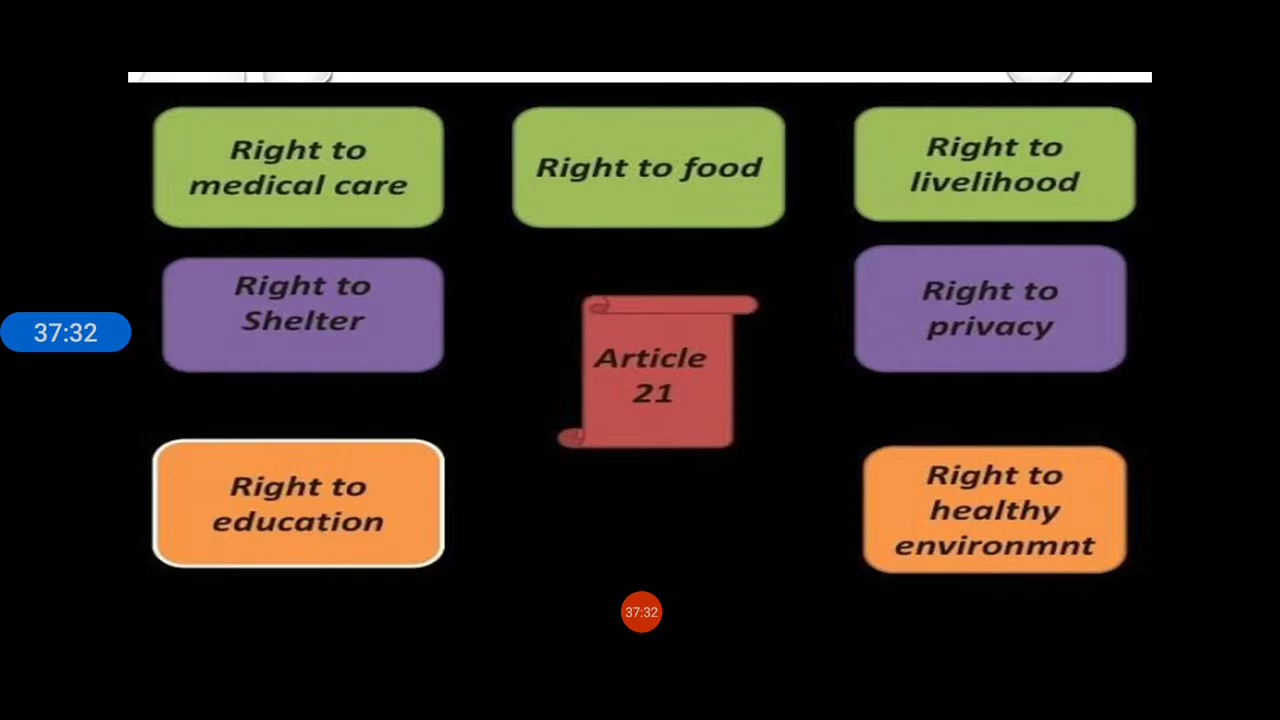 Right to
medical care
Right to food
Right to
livelihood
Right to
Shelter
Right to
privacy
37:32
Article
21
Right to
education
Right to
healthy
environmnt
37:32